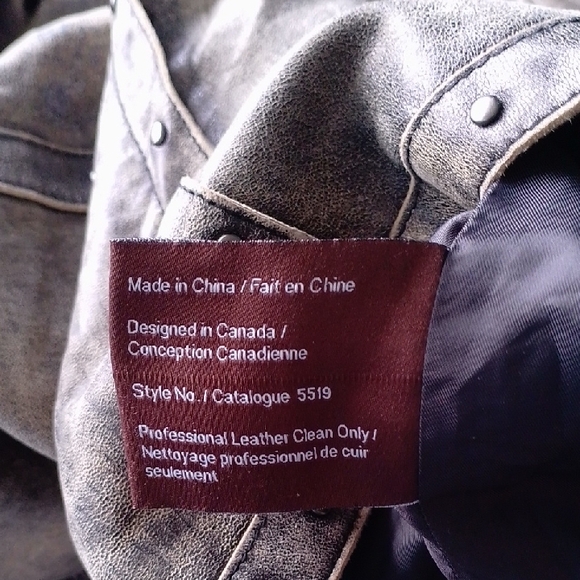 Made in China / Fait en Chine
Designed in Canada /
Conception Canadienne
Style No. / Catalogue 5519
Professional Leather Clean Only /
Nettoyage professionnel de cuir
seulement